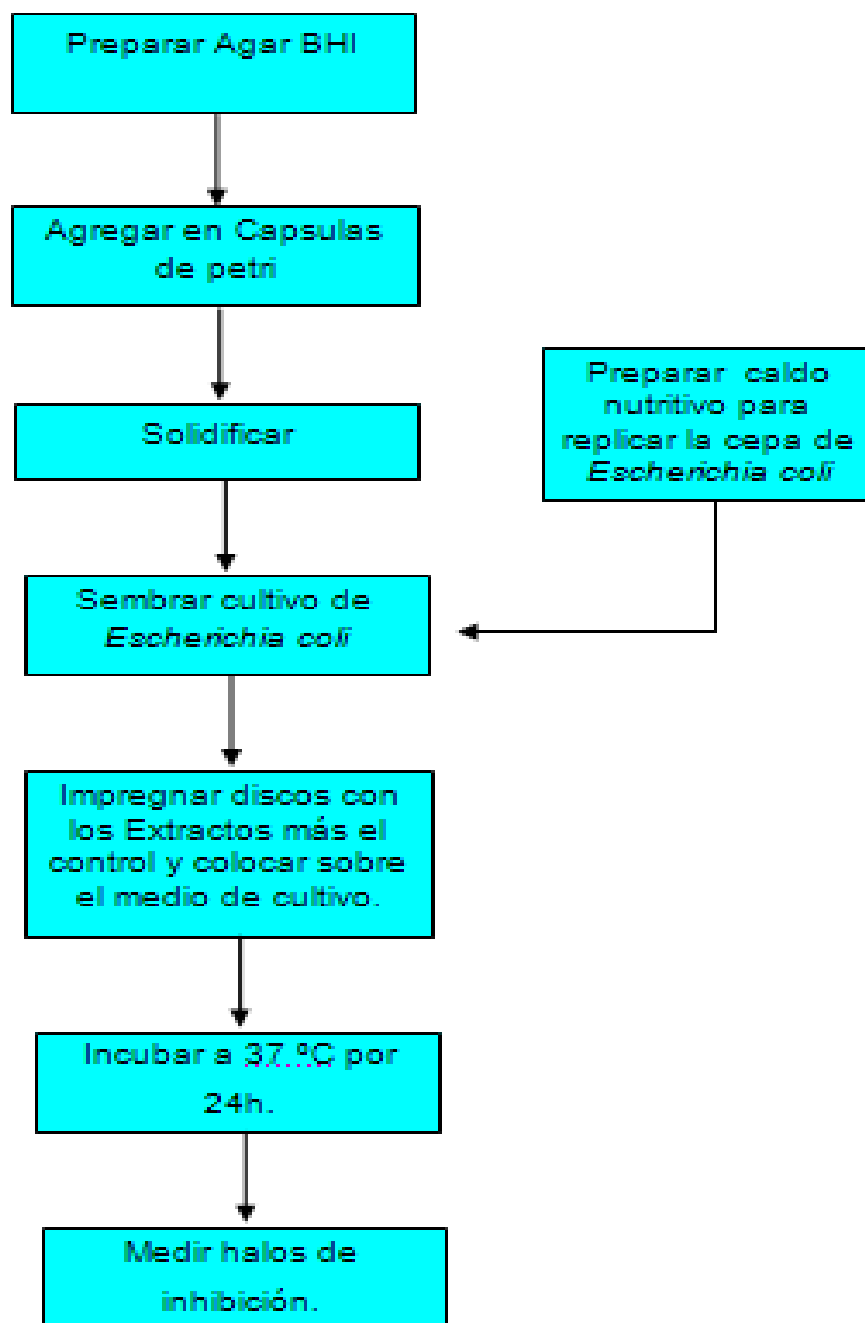 Preparar Agar BHI
Agregar en Capsulas
de petri
Solidificar
Preparar caldo
nutritivo para
replicar la cepa de
Escherichia coli
Sembrar cultivo de
Escherichia coli
Impregnar discos con
los Extractos más el
control y colocar sobre
el medio de cultivo.
Incubar a 37 ºC por
24h.
Medir halos de
inhibición.